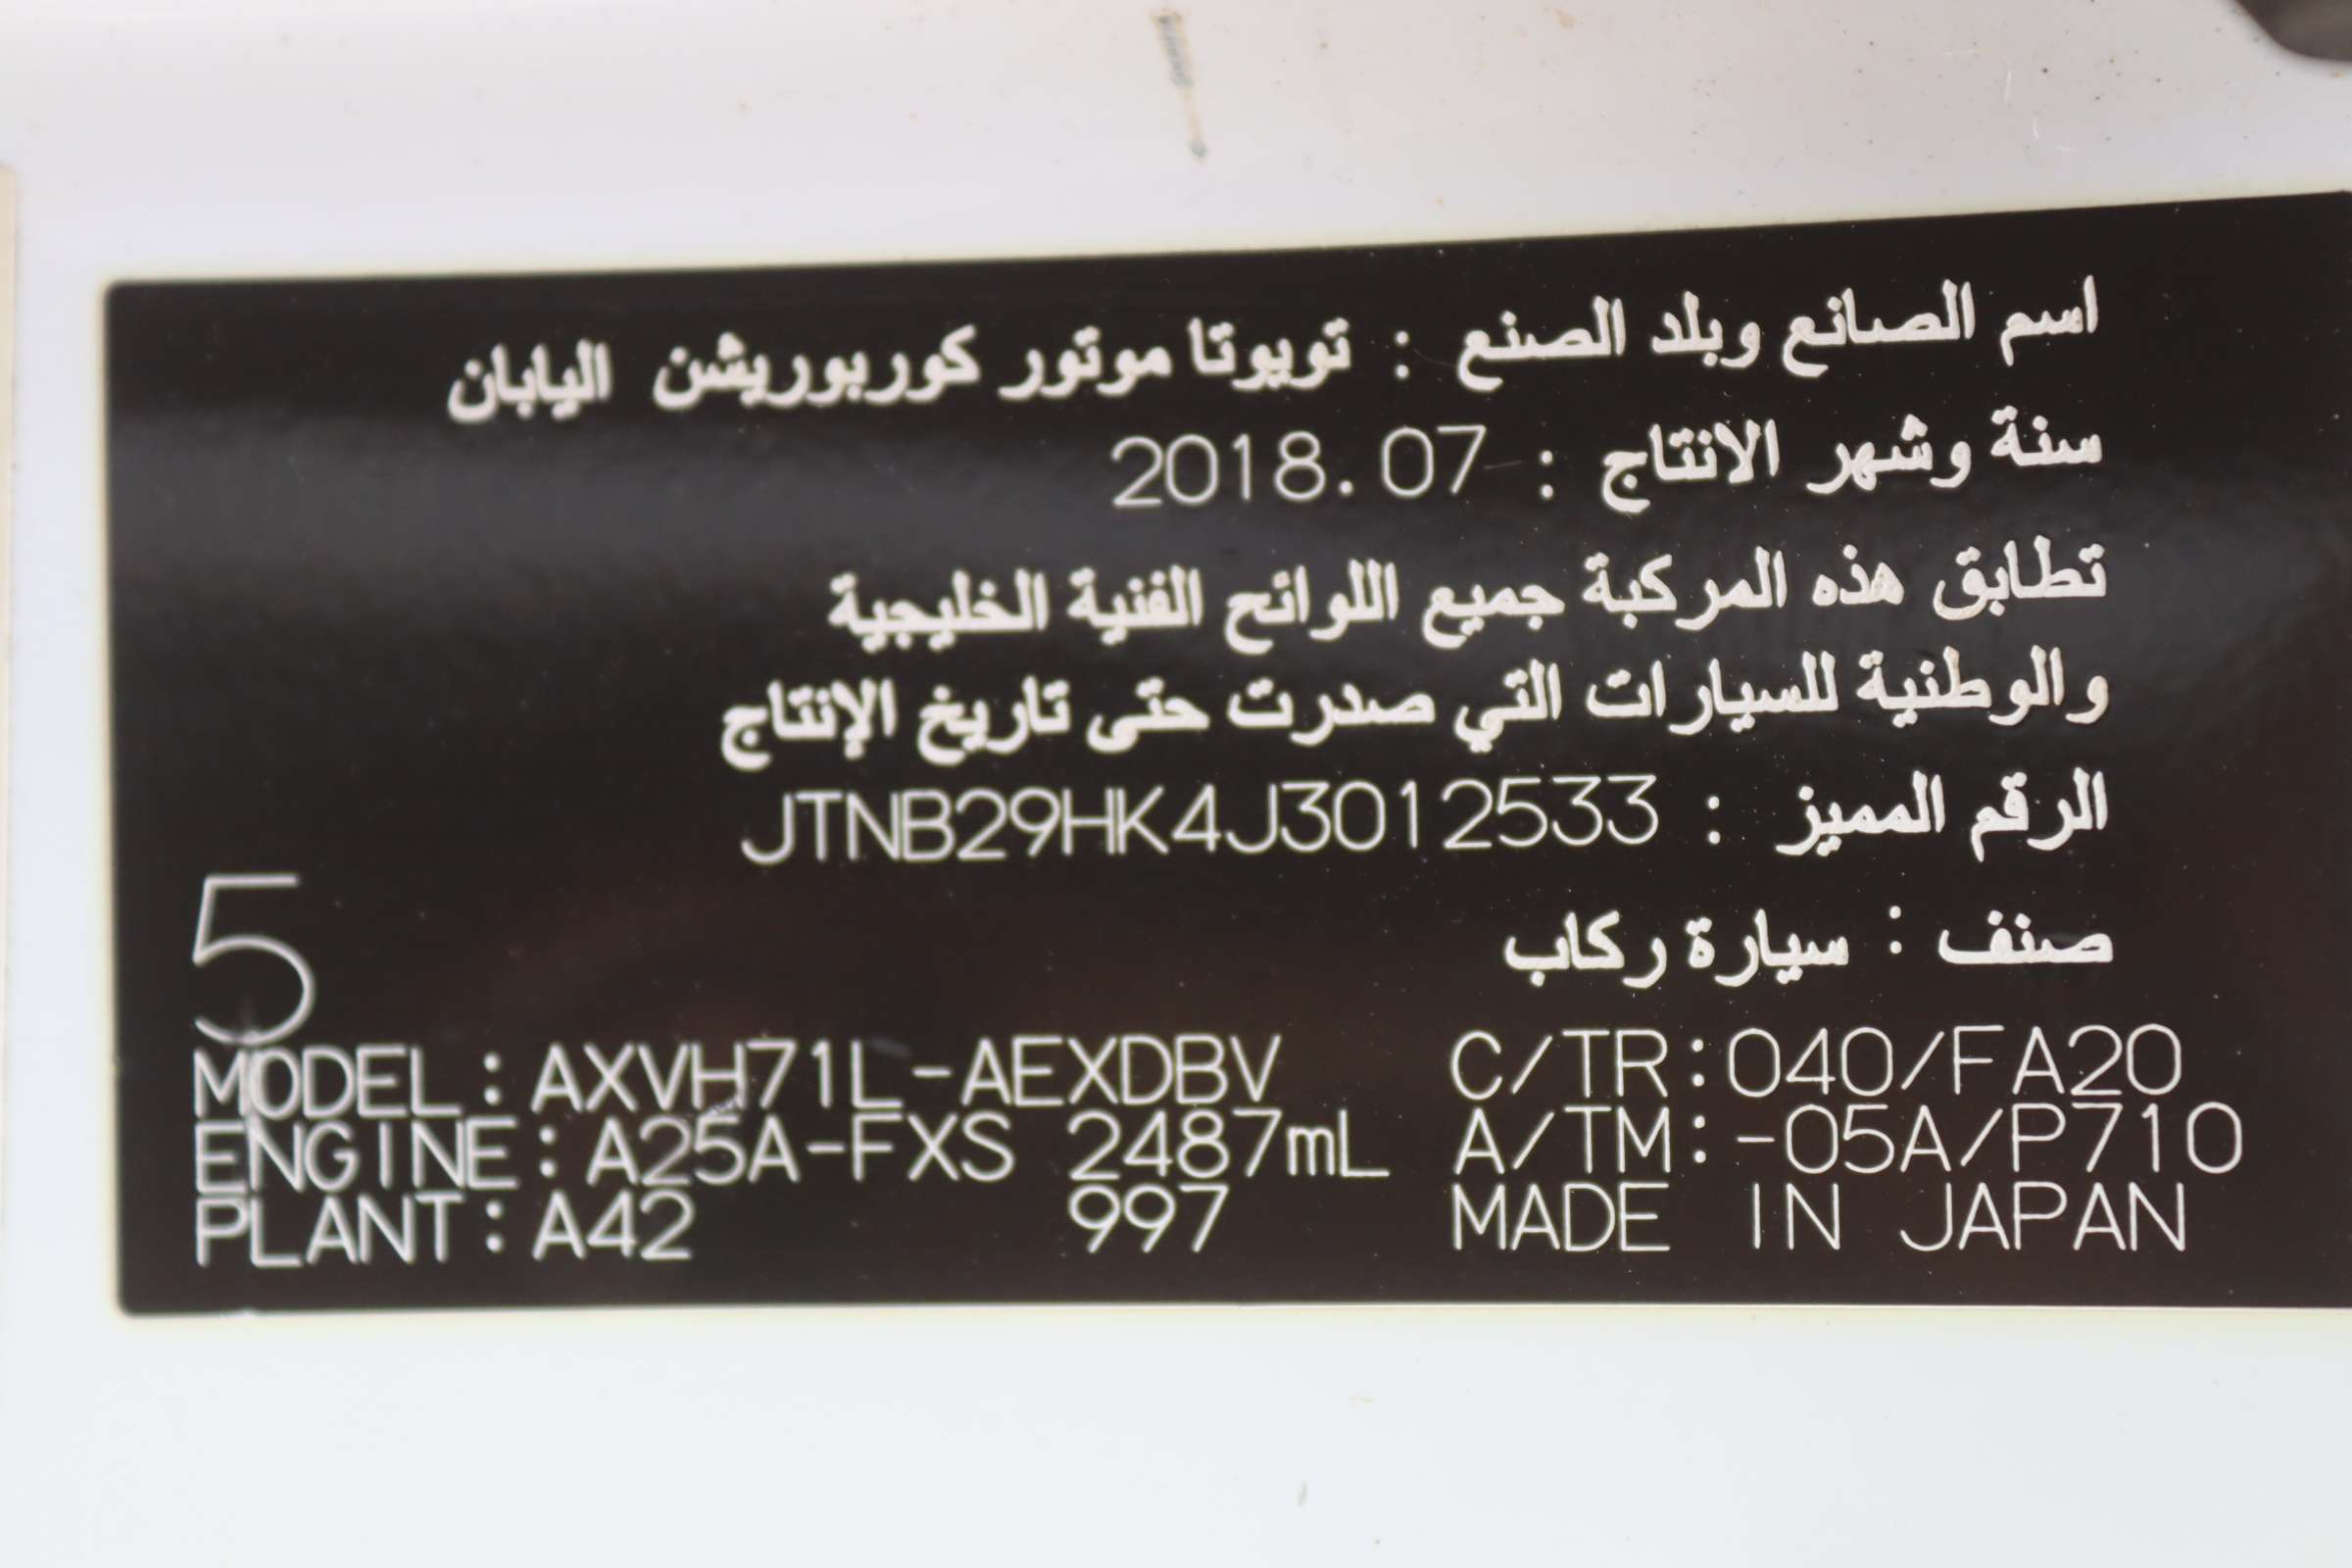 اسم الصانع وبلد الصنع : تويوتا موتور كوربوريشن اليابان
سنة وشهر الانتاج : 2018.07
تطابق هذه المركبة جميع اللوائح الفنية الخليجية
والوطنية للسيارات التي صدرت حتى تاريخ الإنتاج
الرقم المميز : JTNB29HK4J3012533
صنف : سيارة ركاب
5
MODEL: AXVH71L-AEXDBV C/TR:040/FA20
ENGINE: A25A-FXS 2487mL A/TM:-05A/P710
PLANT: A42 997 MADE IN JAPAN